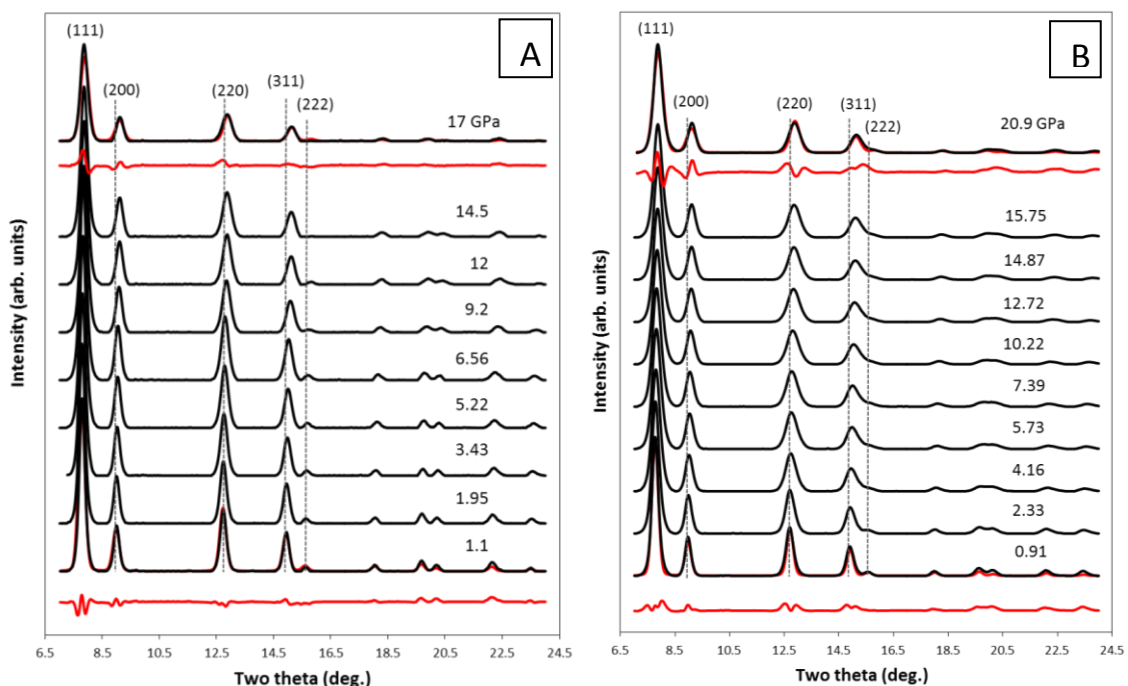 A
(111)
(200)
(220)
(311)
(222)
17 GPa
14.5
12
9.2
6.56
5.22
3.43
1.95
1.1
Intensity (arb. units)
6.5 8.5 10.5 12.5 14.5 16.5 18.5 20.5 22.5 24.5
Two theta (deg.)
B
(111)
(200)
(220)
(311)
(222)
20.9 GPa
15.75
14.87
12.72
10.22
7.39
5.73
4.16
2.33
0.91
Intensity (arb. units)
6.5 8.5 10.5 12.5 14.5 16.5 18.5 20.5 22.5 24.5
Two theta (deg.)